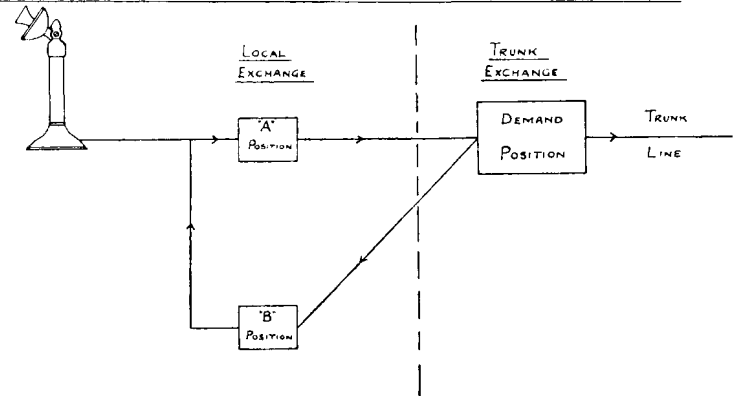 LOCAL
EXCHANGE
TRUNK
EXCHANGE
"A"
POSITION
DEMAND
POSITION
TRUNK
LINE
"B"
POSITION